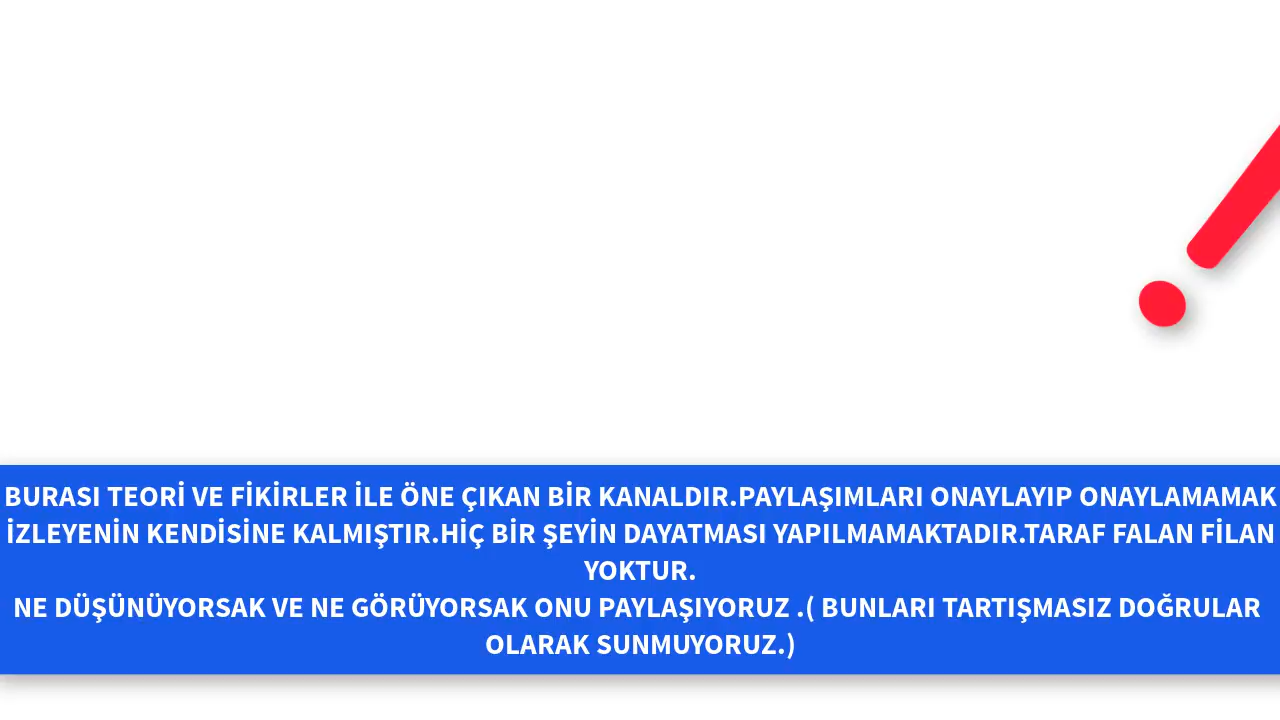 BURASI TEORİ VE FİKİRLER İLE ÖNE ÇIKAN BİR KANALDIR.PAYLAŞIMLARI ONAYLAYIP ONAYLAMAMAK
İZLEYENİN KENDİSİNE KALMIŞTIR.HİÇ BİR ŞEYİN DAYATMASI YAPILMAMAKTADIR.TARAF FALAN FİLAN
YOKTUR.
NE DÜŞÜNÜYORSAK VE NE GÖRÜYORSAK ONU PAYLAŞIYORUZ .( BUNLARI TARTIŞMASIZ DOĞRULAR
OLARAK SUNMUYORUZ.)